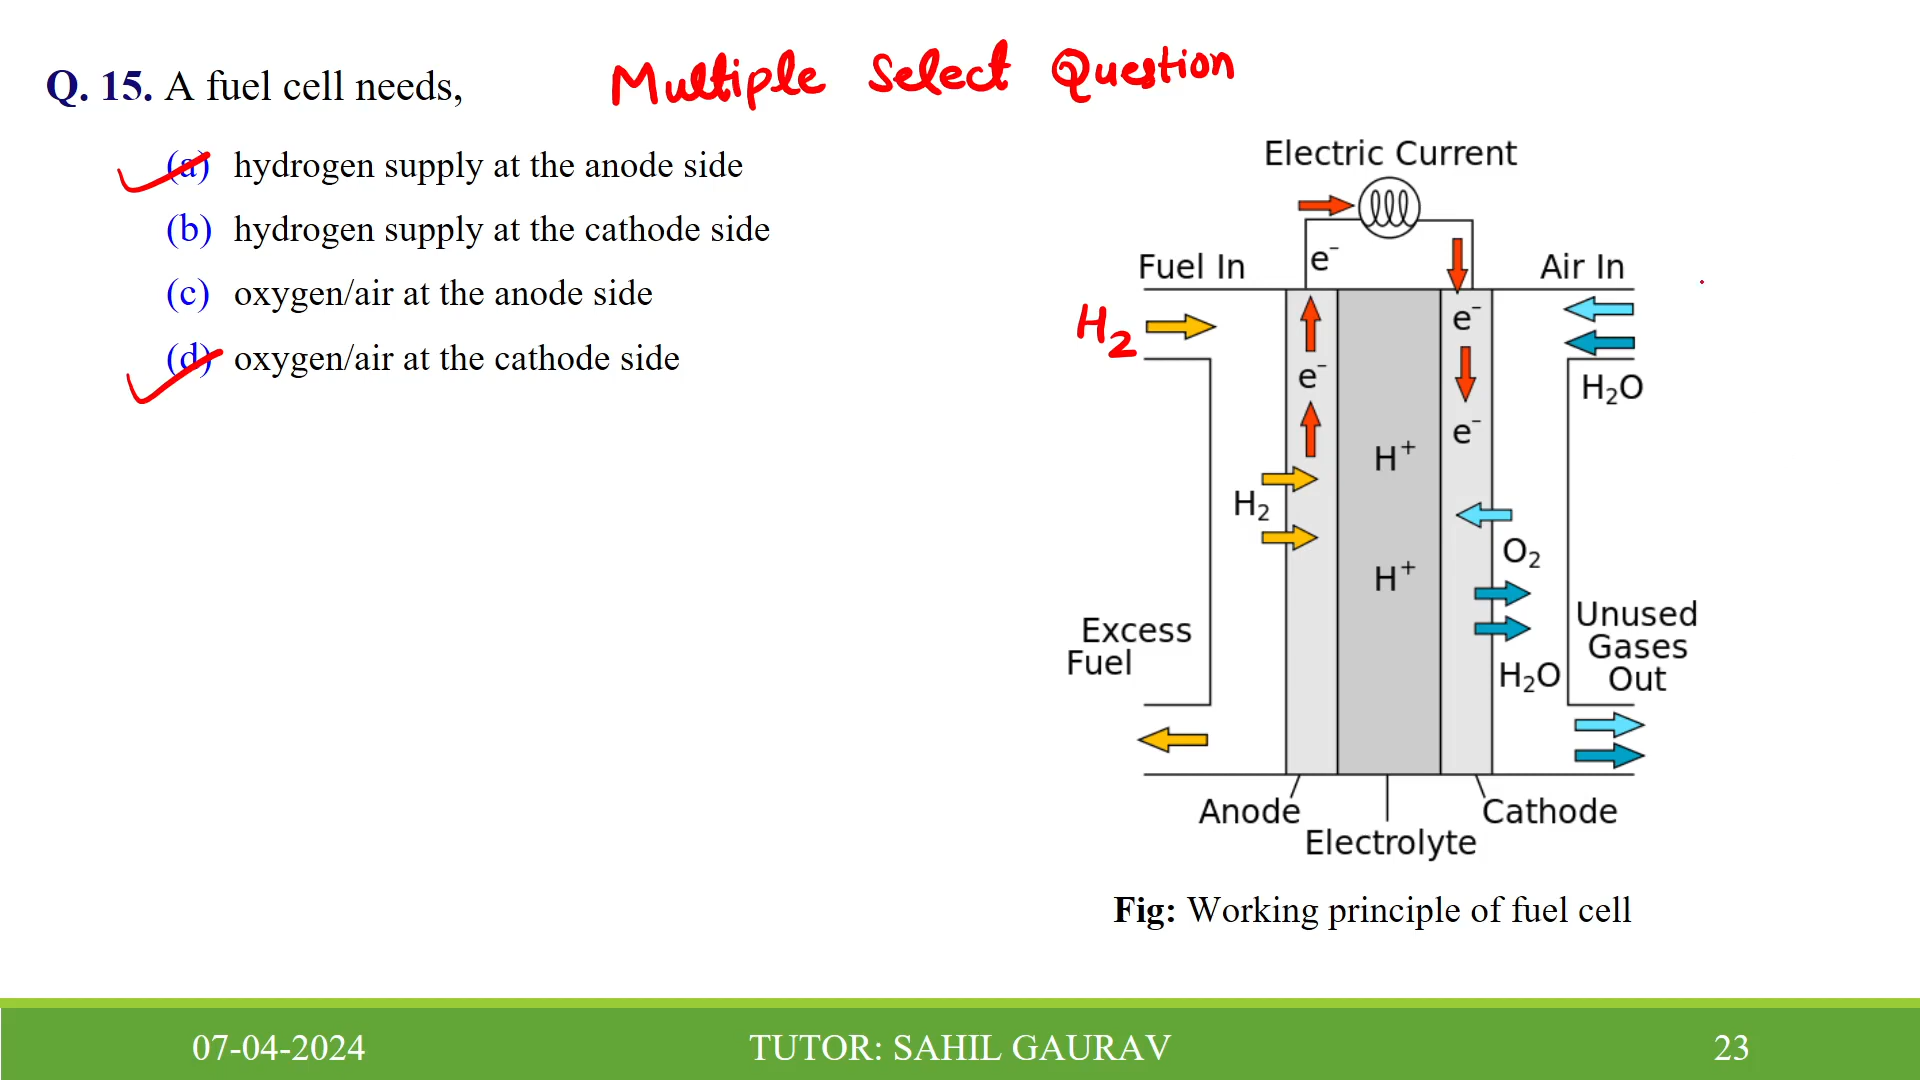 Q. 15. A fuel cell needs, Multiple Select Question
(a) hydrogen supply at the anode side
(b) hydrogen supply at the cathode side
(c) oxygen/air at the anode side
(d) oxygen/air at the cathode side
Electric Current
e⁻
Fuel In
Air In
H₂
e⁻
e⁻
H₂O
e⁻
H⁺
H₂
O₂
H⁺
Excess
Fuel
Unused
Gases
Out
H₂O
Anode
Cathode
Electrolyte
Fig: Working principle of fuel cell
07-04-2024 TUTOR: SAHIL GAURAV 23